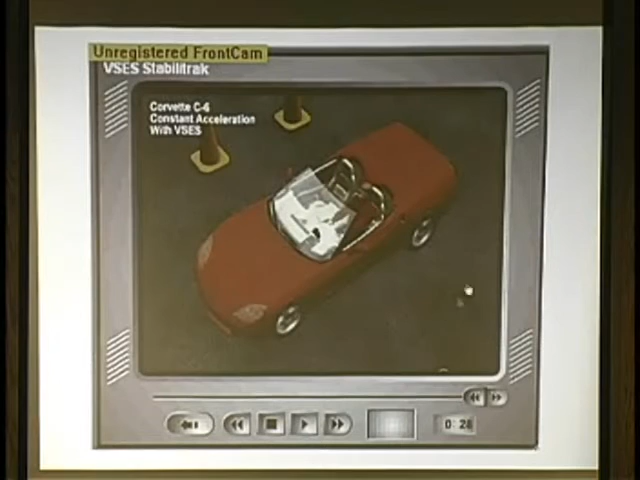 Unregistered FrontCam
VSES Stabilitrak
Corvette C-6
Constant Acceleration
With VSES
0:28